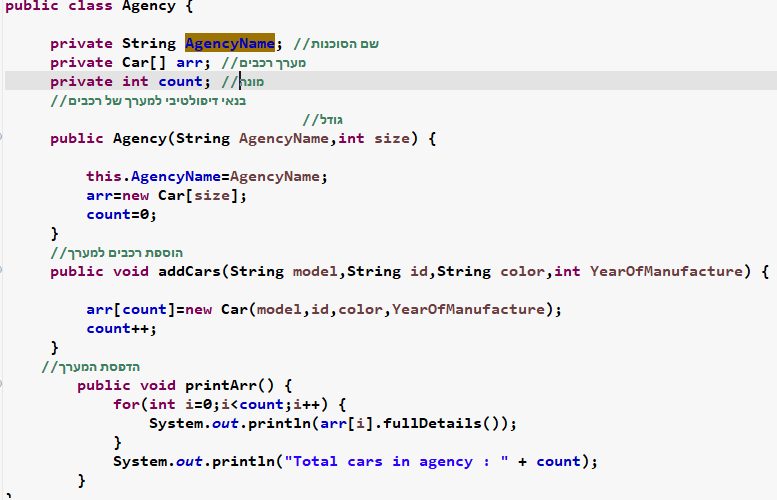 public class Agency {
private String AgencyName; //שם הסוכנות
private Car[] arr; //מערך רכבים
private int count; //מונה
//בנאי דיפולטיבי למערך של רכבים
//גודל
public Agency(String AgencyName,int size) {
this.AgencyName=AgencyName;
arr=new Car[size];
count=0;
}
//הוספת רכבים למערך
public void addCars(String model,String id,String color,int YearOfManufacture) {
arr[count]=new Car(model,id,color,YearOfManufacture);
count++;
}
//הדפסת המערך
public void printArr() {
for(int i=0;i<count;i++) {
System.out.println(arr[i].fullDetails());
}
System.out.println("Total cars in agency : " + count);
}
}